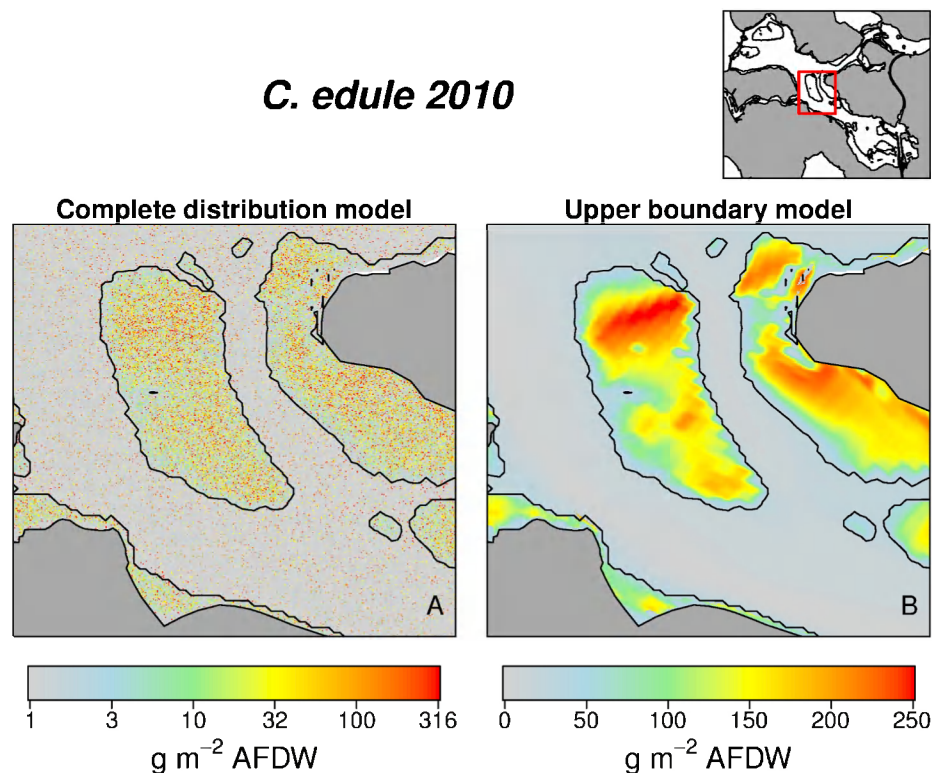 C. edule 2010
Complete distribution model
Upper boundary model
A
B
1 3 10 32 100 316
g m−2 AFDW
0 50 100 150 200 250
g m−2 AFDW